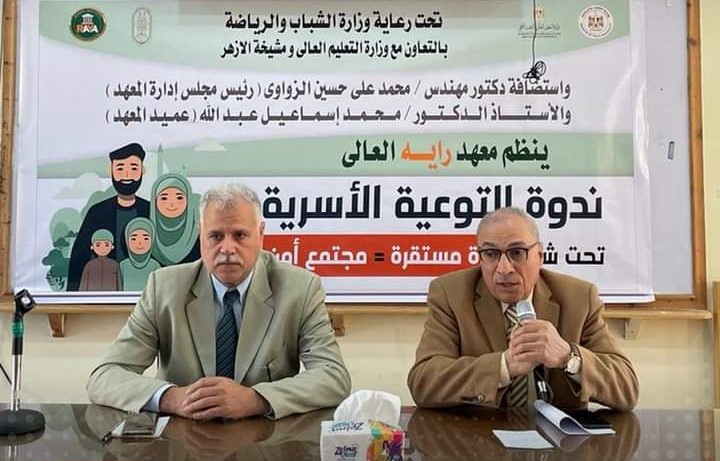 تحت رعاية وزارة الشباب والرياضة
بالتعاون مع وزارة التعليم العالى و مشيخة الازهر
واستضافة دكتور مهندس / محمد على حسين الزواوى ( رئيس مجلس إدارة المعهد )
والأستاذ الدكتور / محمد إسماعيل عبد الله ( عميد المعهد )
ينظم معهد رايه العالى
ندوة التوعية الأسرية
تحت
مستقرة = مجتمع
RAYA
Zeina